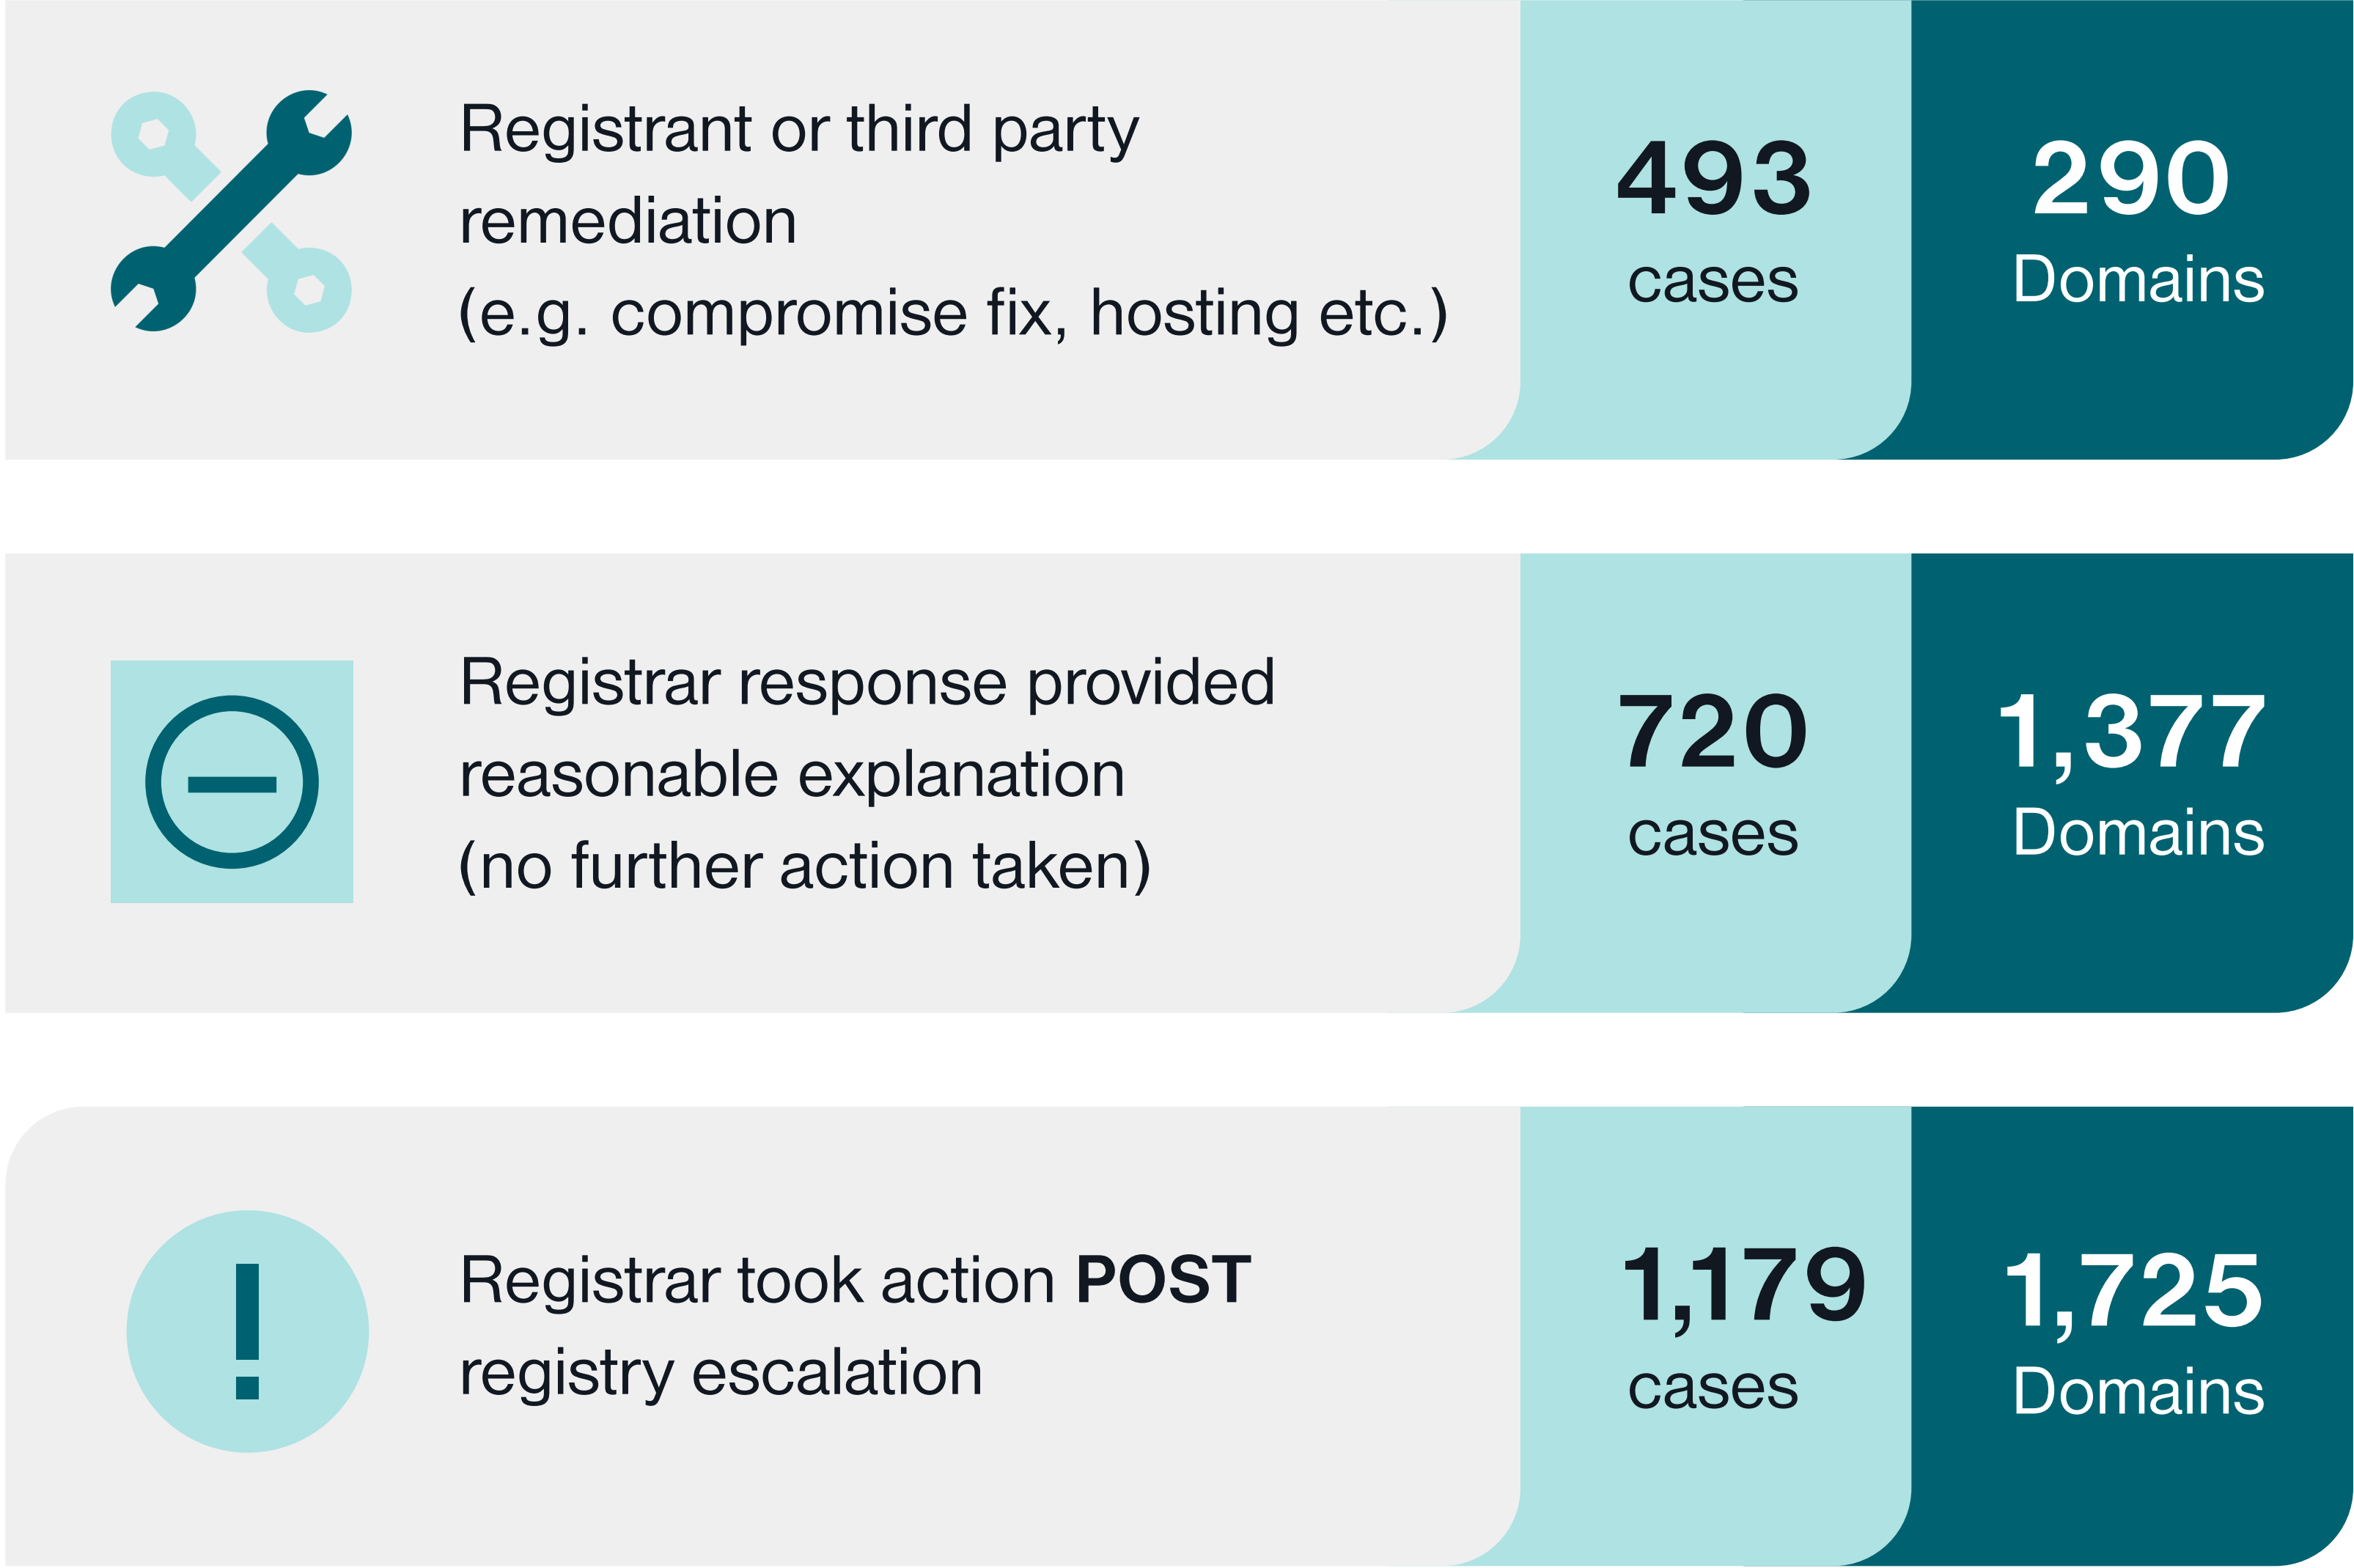 Registrant or third party
remediation
(e.g. compromise fix, hosting etc.)
493
cases
290
Domains
Registrar response provided
reasonable explanation
(no further action taken)
720
cases
1,377
Domains
Registrar took action POST
registry escalation
1,179
cases
1,725
Domains